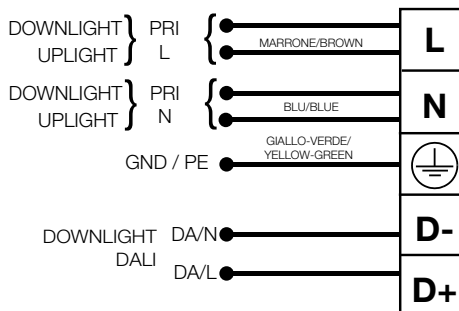 DOWNLIGHT } PRI { MARRONE/BROWN L
UPLIGHT L
DOWNLIGHT } PRI { BLU/BLUE N
UPLIGHT N
GIALLO-VERDE/
YELLOW-GREEN
GND / PE
DOWNLIGHT DA/N D-
DALI
DA/L D+